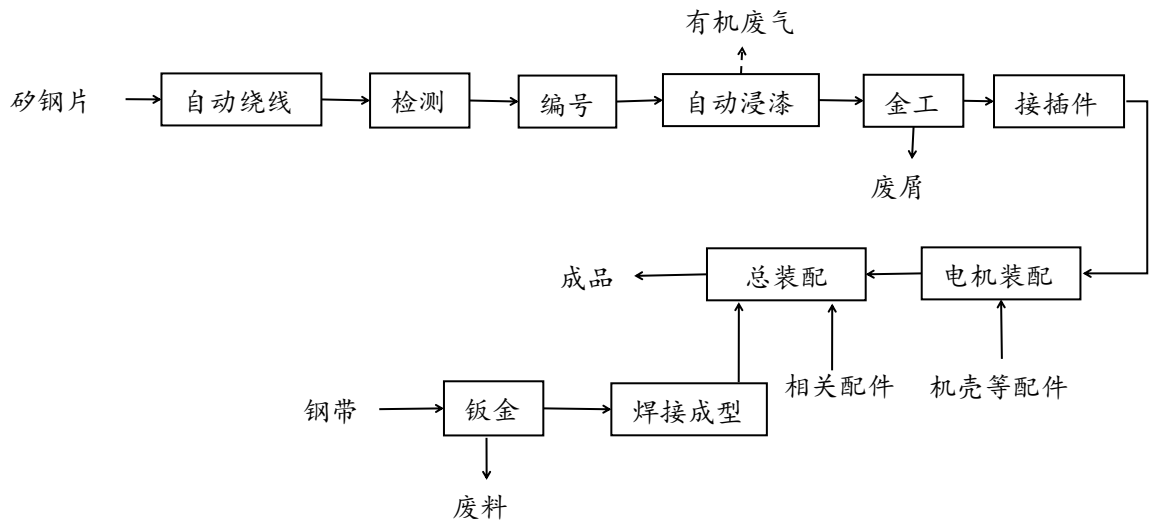 有机废气
矽钢片
自动绕线
检测
编号
自动浸漆
金工
接插件
废屑
成品
总装配
电机装配
相关配件
机壳等配件
钢带
钣金
焊接成型
废料